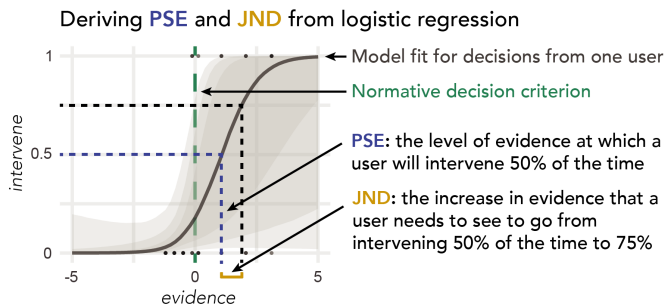 Deriving PSE and JND from logistic regression
1
Model fit for decisions from one user
Normative decision criterion
intervene
0.5
PSE: the level of evidence at which a
user will intervene 50% of the time
JND: the increase in evidence that a
user needs to see to go from
intervening 50% of the time to 75%
0
-5
0
5
evidence